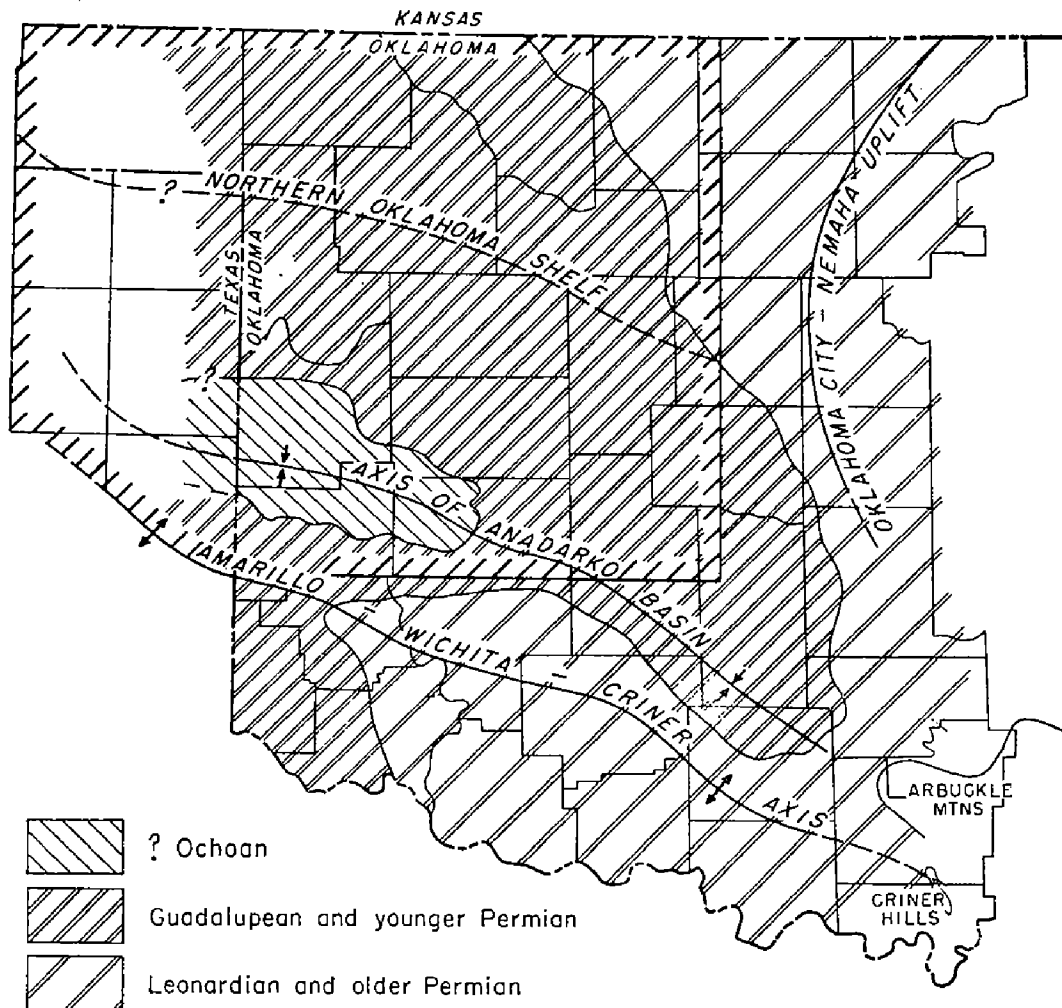 KANSAS
OKLAHOMA
NORTHERN OKLAHOMA SHELF
?
TEXAS
OKLAHOMA
OKLAHOMA CITY - NEMAHA UPLIFT
?
AXIS OF ANADARKO BASIN
AMARILLO - WICHITA - CRINER AXIS
ARBUCKLE
MTNS
CRINER
HILLS
? Ochoan
Guadalupean and younger Permian
Leonardian and older Permian